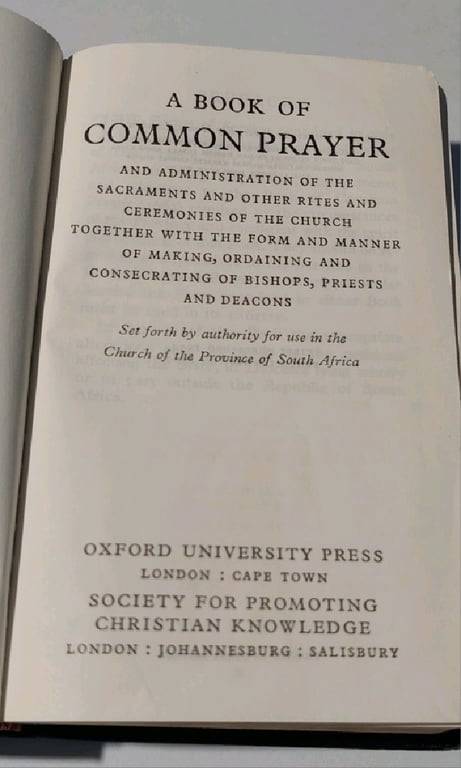 A BOOK OF
COMMON PRAYER
AND ADMINISTRATION OF THE
SACRAMENTS AND OTHER RITES AND
CEREMONIES OF THE CHURCH
TOGETHER WITH THE FORM AND MANNER
OF MAKING, ORDAINING AND
CONSECRATING OF BISHOPS, PRIESTS
AND DEACONS
Set forth by authority for use in the
Church of the Province of South Africa
OXFORD UNIVERSITY PRESS
LONDON : CAPE TOWN
SOCIETY FOR PROMOTING
CHRISTIAN KNOWLEDGE
LONDON : JOHANNESBURG : SALISBURY